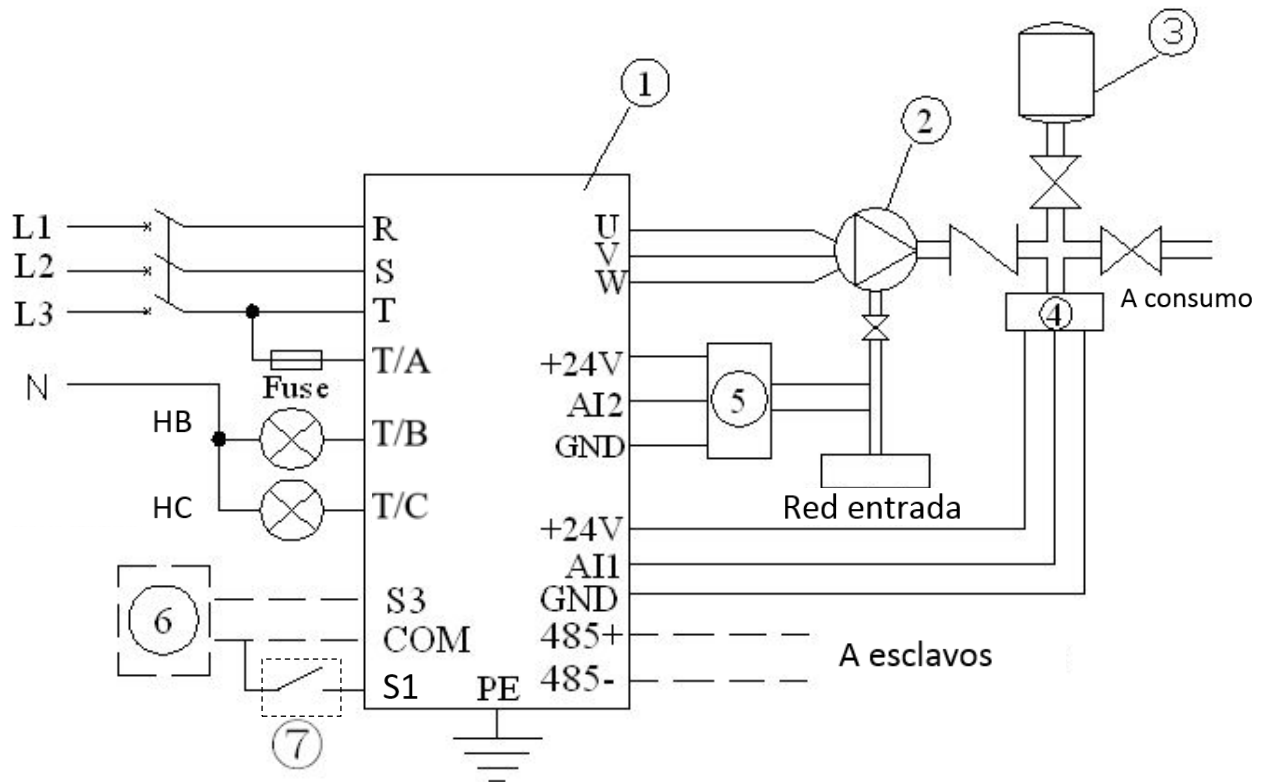 3
1
2
L1
L2
L3
N
R
S
T
T/A
Fuse
HB
T/B
HC
T/C
6
S3
COM
S1
7
PE
U
V
W
+24V
AI2
GND
5
Red entrada
4
A consumo
+24V
AI1
GND
485+
485-
A esclavos